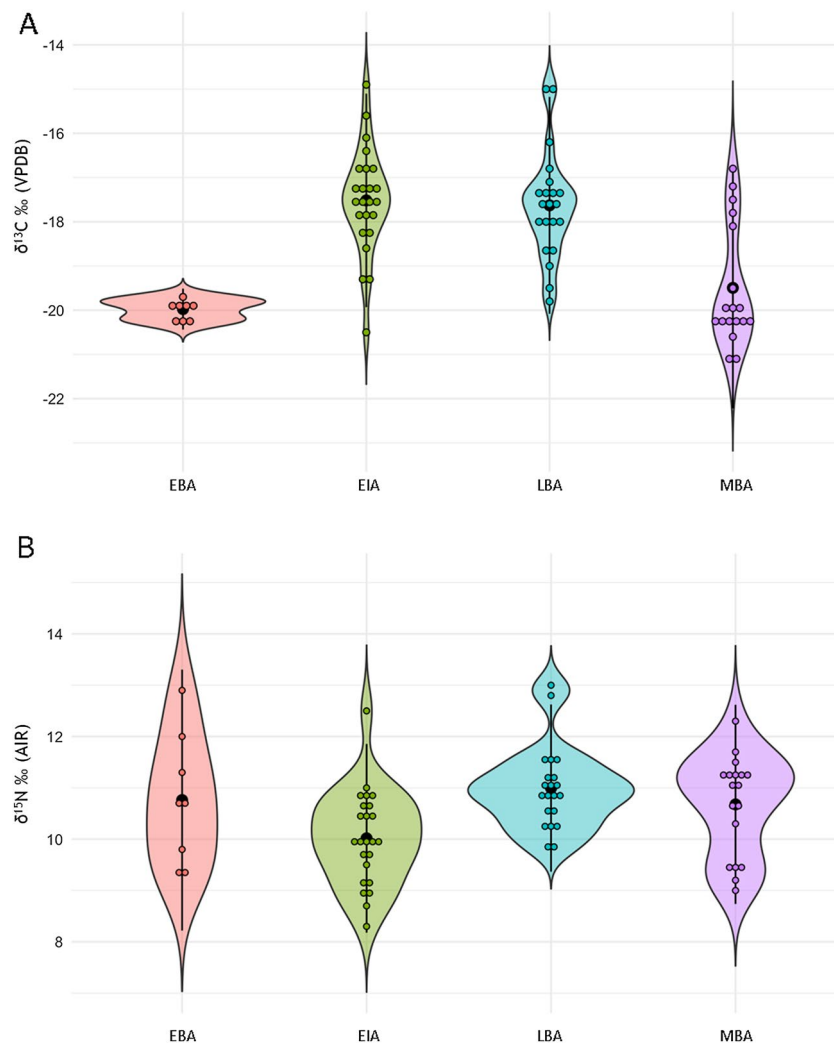 A
-14
-16
-18
-20
-22
δ¹³C ‰ (VPDB)
EBA EIA LBA MBA
B
14
12
10
8
δ¹⁵N ‰ (AIR)
EBA EIA LBA MBA